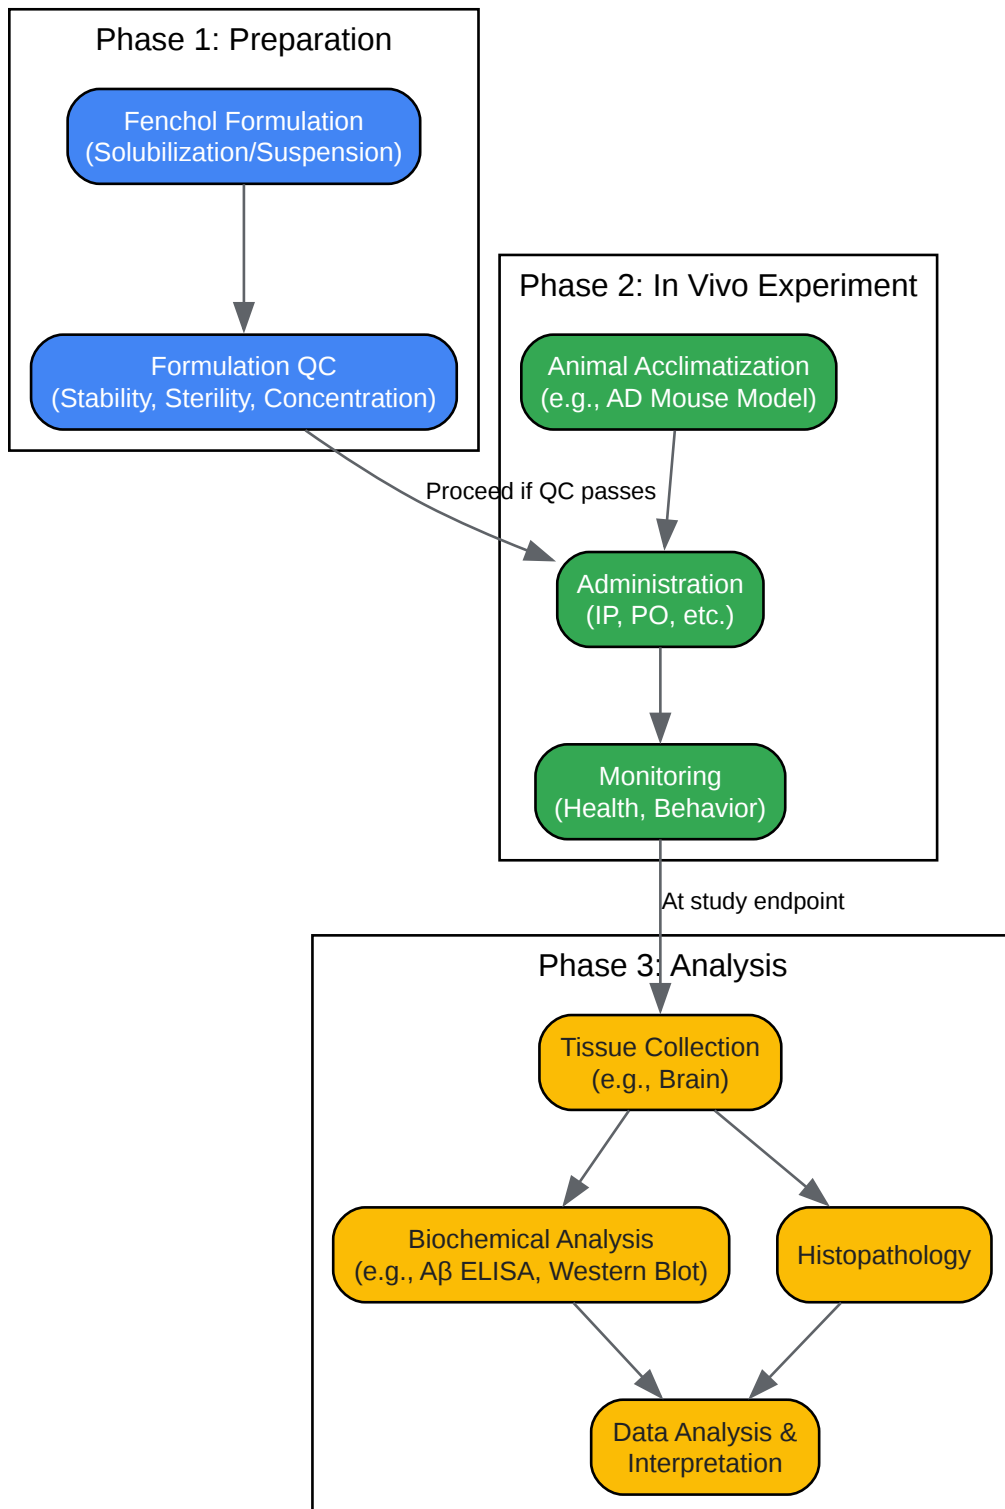 Phase 1: Preparation
Fenchol Formulation
(Solubilization/Suspension)
Formulation QC
(Stability, Sterility, Concentration)
Phase 2: In Vivo Experiment
Animal Acclimatization
(e.g., AD Mouse Model)
Proceed if QC passes
Administration
(IP, PO, etc.)
Monitoring
(Health, Behavior)
At study endpoint
Phase 3: Analysis
Tissue Collection
(e.g., Brain)
Biochemical Analysis
(e.g., Aβ ELISA, Western Blot)
Histopathology
Data Analysis &
Interpretation